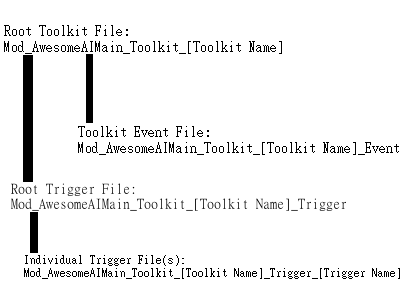 Root Toolkit File:
Mod_AwesomeAIMain_Toolkit_[Toolkit Name]
Toolkit Event File:
Mod_AwesomeAIMain_Toolkit_[Toolkit Name]_Event
Root Trigger File:
Mod_AwesomeAIMain_Toolkit_[Toolkit Name]_Trigger
Individual Trigger File(s):
Mod_AwesomeAIMain_Toolkit_[Toolkit Name]_Trigger_[Trigger Name]